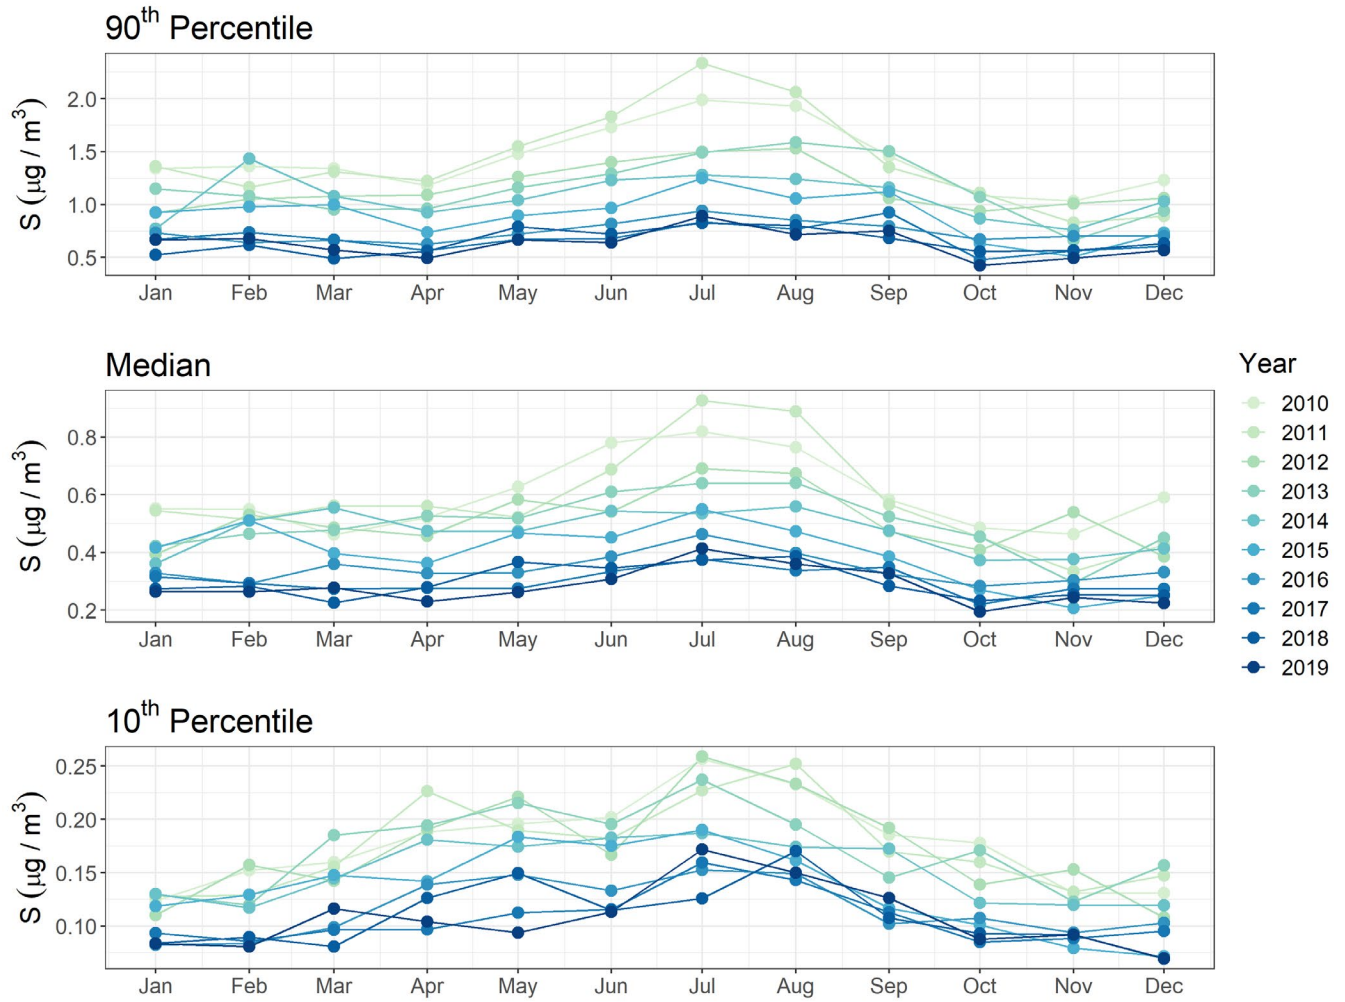 90th Percentile
S (μg / m3)
2.0
1.5
1.0
0.5
Jan Feb Mar Apr May Jun Jul Aug Sep Oct Nov Dec
Median
S (μg / m3)
0.8
0.6
0.4
0.2
Jan Feb Mar Apr May Jun Jul Aug Sep Oct Nov Dec
Year
2010
2011
2012
2013
2014
2015
2016
2017
2018
2019
10th Percentile
S (μg / m3)
0.25
0.20
0.15
0.10
Jan Feb Mar Apr May Jun Jul Aug Sep Oct Nov Dec